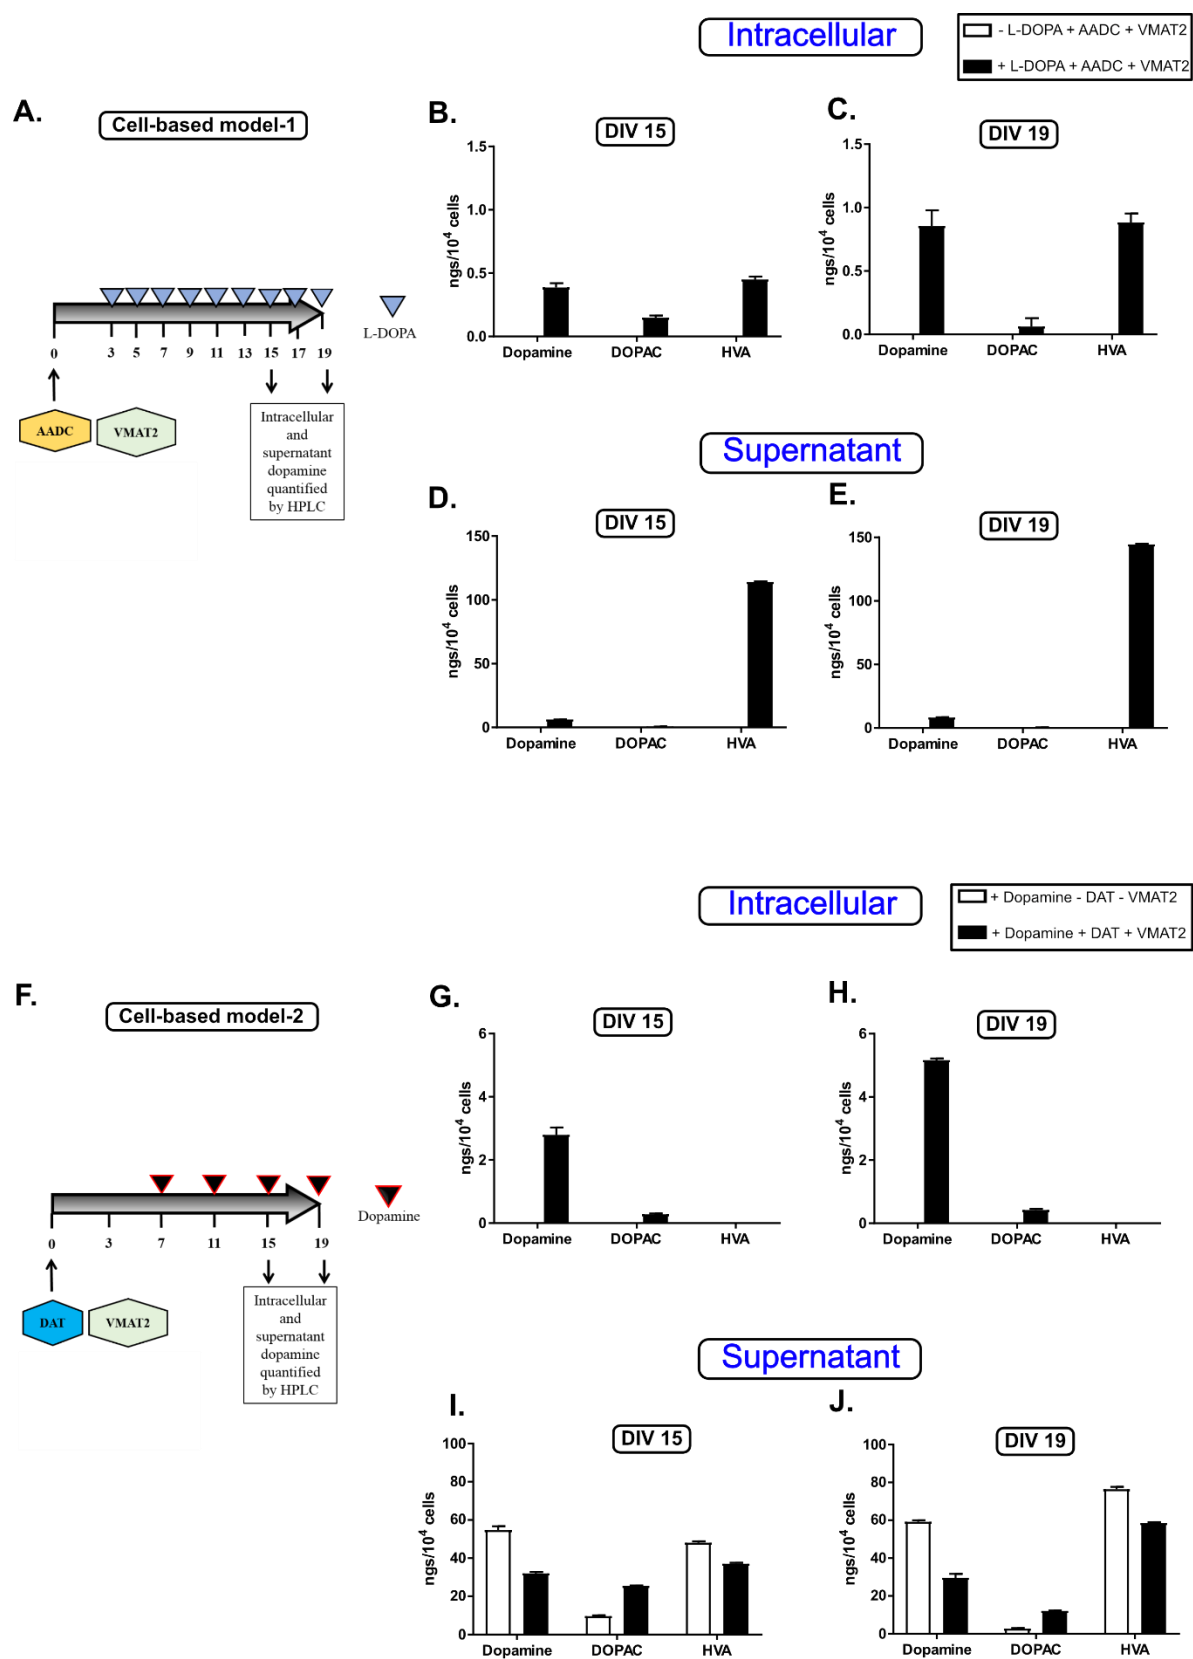 Intracellular
- L-DOPA + AADC + VMAT2
+ L-DOPA + AADC + VMAT2
A.
Cell-based model-1
L-DOPA
0 3 5 7 9 11 13 15 17 19
AADC
VMAT2
Intracellular
and
supernatant
dopamine
quantified
by HPLC
B.
DIV 15
ngs/10⁴ cells
1.5
1.0
0.5
0.0
Dopamine DOPAC HVA
C.
DIV 19
ngs/10⁴ cells
1.5
1.0
0.5
0.0
Dopamine DOPAC HVA
Supernatant
D.
DIV 15
ngs/10⁴ cells
150
100
50
0
Dopamine DOPAC HVA
E.
DIV 19
ngs/10⁴ cells
150
100
50
0
Dopamine DOPAC HVA
Intracellular
+ Dopamine - DAT - VMAT2
+ Dopamine + DAT + VMAT2
F.
Cell-based model-2
Dopamine
0 3 7 11 15 19
DAT
VMAT2
Intracellular
and
supernatant
dopamine
quantified
by HPLC
G.
DIV 15
ngs/10⁴ cells
6
4
2
0
Dopamine DOPAC HVA
H.
DIV 19
ngs/10⁴ cells
6
4
2
0
Dopamine DOPAC HVA
Supernatant
I.
DIV 15
ngs/10⁴ cells
100
80
60
40
20
0
Dopamine DOPAC HVA
J.
DIV 19
ngs/10⁴ cells
100
80
60
40
20
0
Dopamine DOPAC HVA